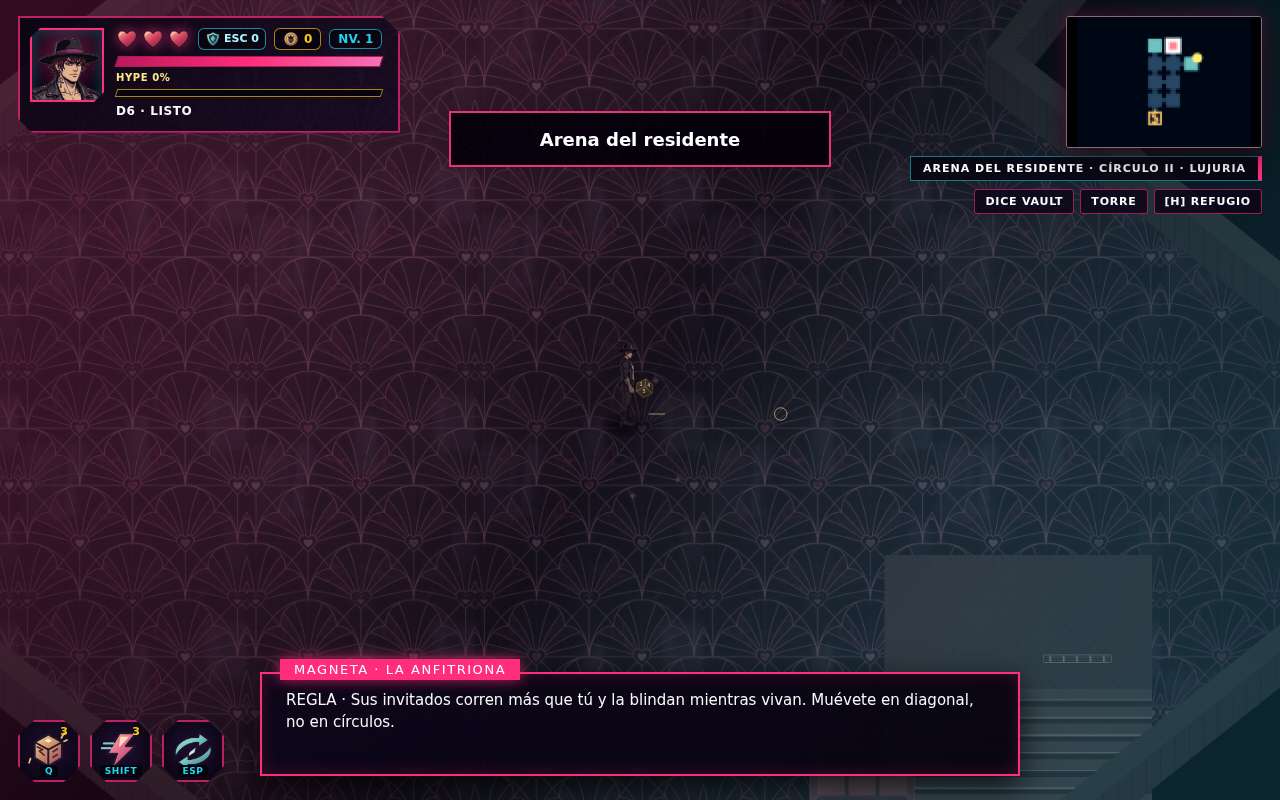 ESC 0
0
NV. 1
HYPE 0%
D6 · LISTO
Arena del residente
ARENA DEL RESIDENTE · CÍRCULO II · LUJURIA
DICE VAULT
TORRE
[H] REFUGIO
MAGNETA · LA ANFITRIONA
REGLA · Sus invitados corren más que tú y la blindan mientras vivan. Muévete en diagonal,
no en círculos.
3
Q
3
SHIFT
ESP